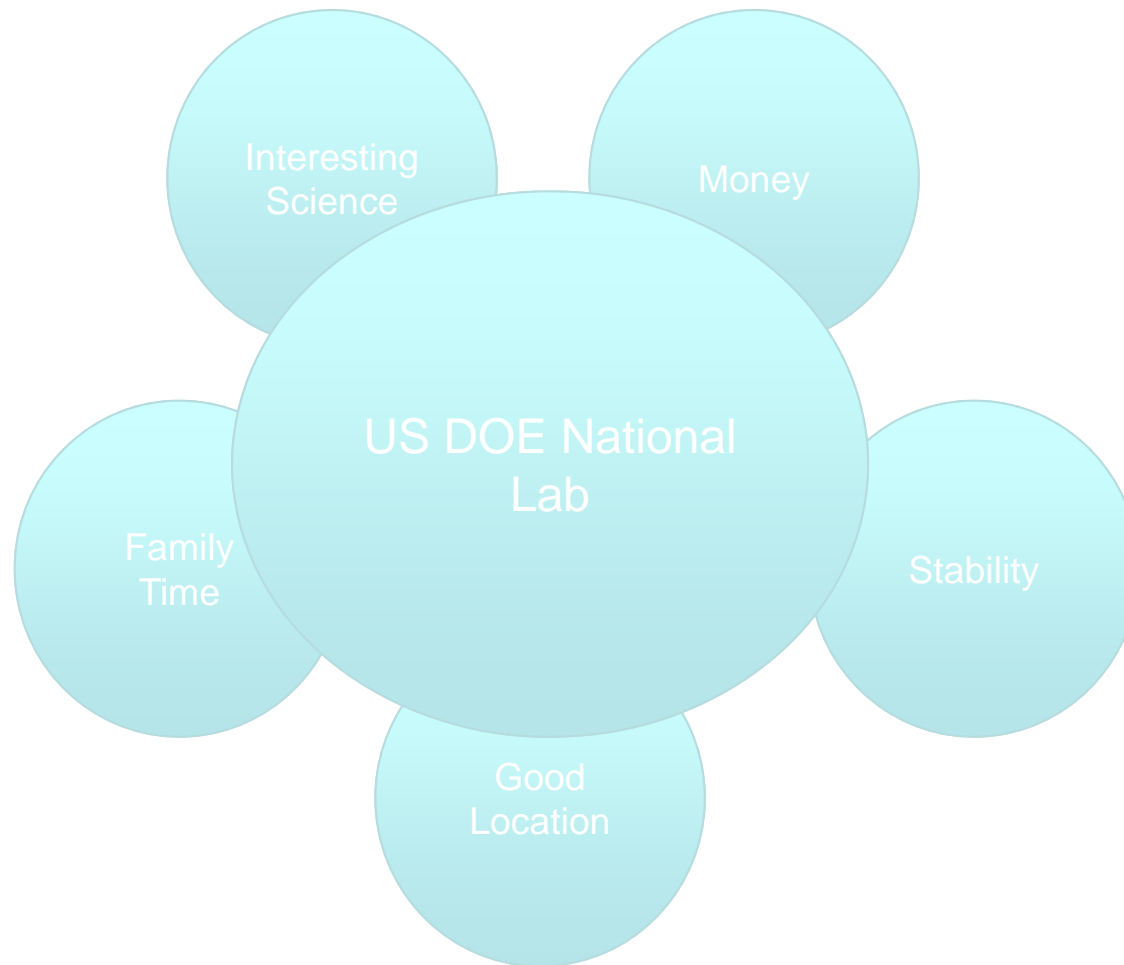 Interesting
Science
Money
US DOE National
Lab
Family
Time
Stability
Good
Location